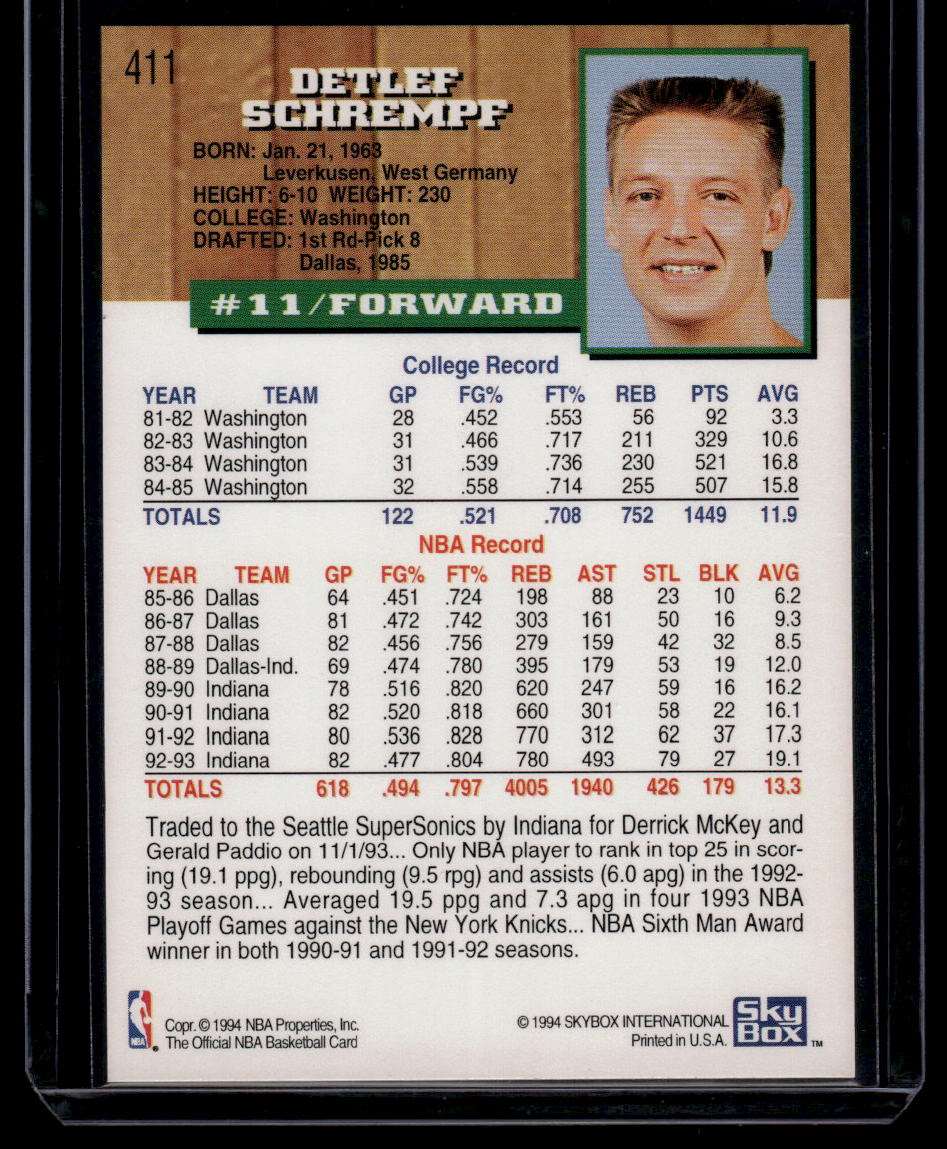 411
DETLEF
SCHREMPF
BORN: Jan. 21, 1963
Leverkusen, West Germany
HEIGHT: 6-10 WEIGHT: 230
COLLEGE: Washington
DRAFTED: 1st Rd-Pick 8
Dallas, 1985
#11/FORWARD
College Record
YEAR TEAM GP FG% FT% REB PTS AVG
81-82 Washington 28 .452 .553 56 92 3.3
82-83 Washington 31 .466 .717 211 329 10.6
83-84 Washington 31 .539 .736 230 521 16.8
84-85 Washington 32 .558 .714 255 507 15.8
TOTALS 122 .521 .708 752 1449 11.9
NBA Record
YEAR TEAM GP FG% FT% REB AST STL BLK AVG
85-86 Dallas 64 .451 .724 198 88 23 10 6.2
86-87 Dallas 81 .472 .742 303 161 50 16 9.3
87-88 Dallas 82 .456 .756 279 159 42 32 8.5
88-89 Dallas-Ind. 69 .474 .780 395 179 53 19 12.0
89-90 Indiana 78 .516 .820 620 247 59 16 16.2
90-91 Indiana 82 .520 .818 660 301 58 22 16.1
91-92 Indiana 80 .536 .828 770 312 62 37 17.3
92-93 Indiana 82 .477 .804 780 493 79 27 19.1
TOTALS 618 .494 .797 4005 1940 426 179 13.3
Traded to the Seattle SuperSonics by Indiana for Derrick McKey and
Gerald Paddio on 11/1/93... Only NBA player to rank in top 25 in scor-
ing (19.1 ppg), rebounding (9.5 rpg) and assists (6.0 apg) in the 1992-
93 season... Averaged 19.5 ppg and 7.3 apg in four 1993 NBA
Playoff Games against the New York Knicks... NBA Sixth Man Award
winner in both 1990-91 and 1991-92 seasons.
NBA
Copr. © 1994 NBA Properties, Inc.
The Official NBA Basketball Card
© 1994 SKYBOX INTERNATIONAL
Printed in U.S.A.
Sky
Box ™